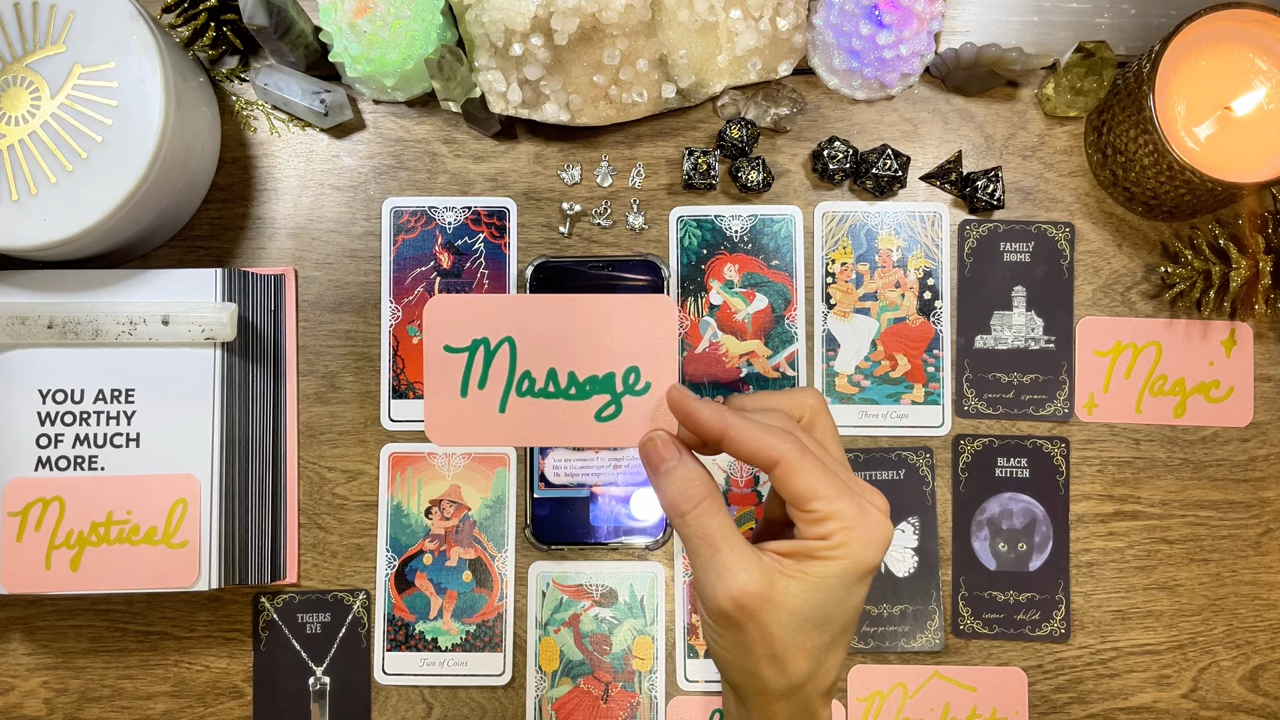 YOU ARE
WORTHY
OF MUCH
MORE.
Mystical
TIGERS
EYE
Massage
Two of Coins
Three of Cups
FAMILY
HOME
sacred space
Magic
BUTTERFLY
happiness
BLACK
KITTEN
inner child